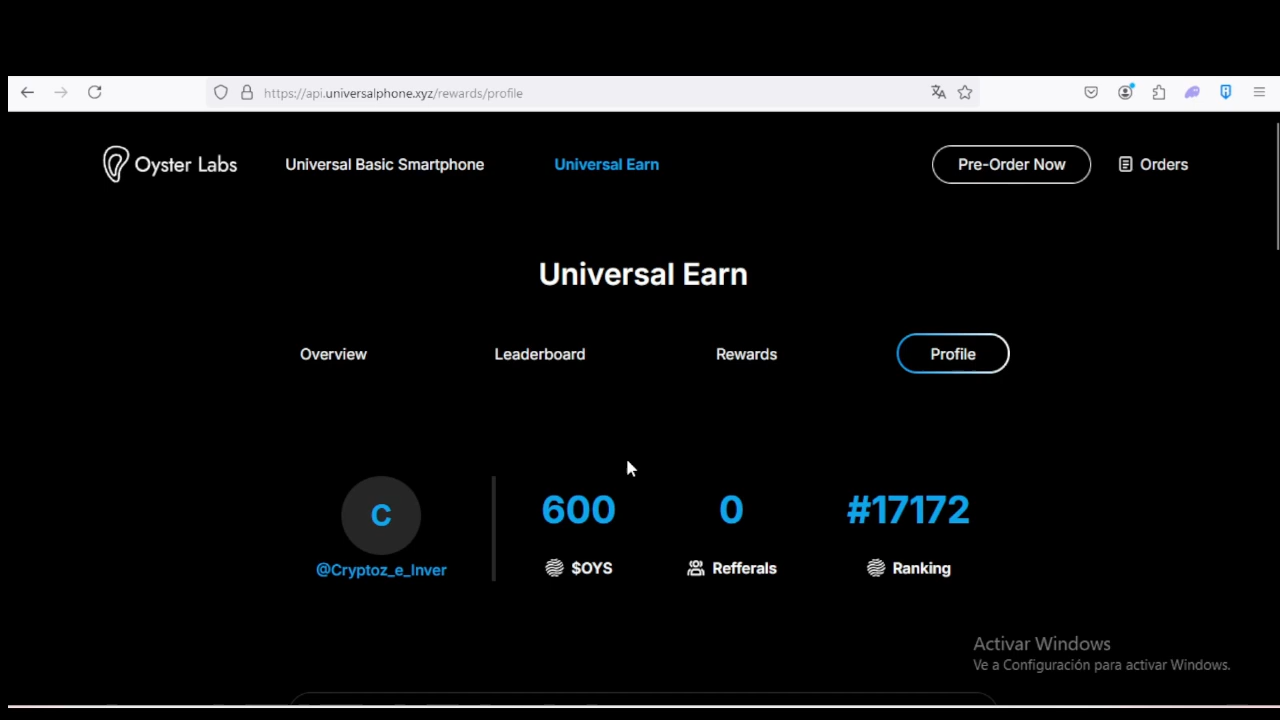 https://api.universalphone.xyz/rewards/profile
Oyster Labs Universal Basic Smartphone Universal Earn Pre-Order Now Orders
Universal Earn
Overview Leaderboard Rewards Profile
C 600 0 #17172
@Cryptoz_e_Inver $OYS Refferals Ranking
Activar Windows
Ve a Configuración para activar Windows.